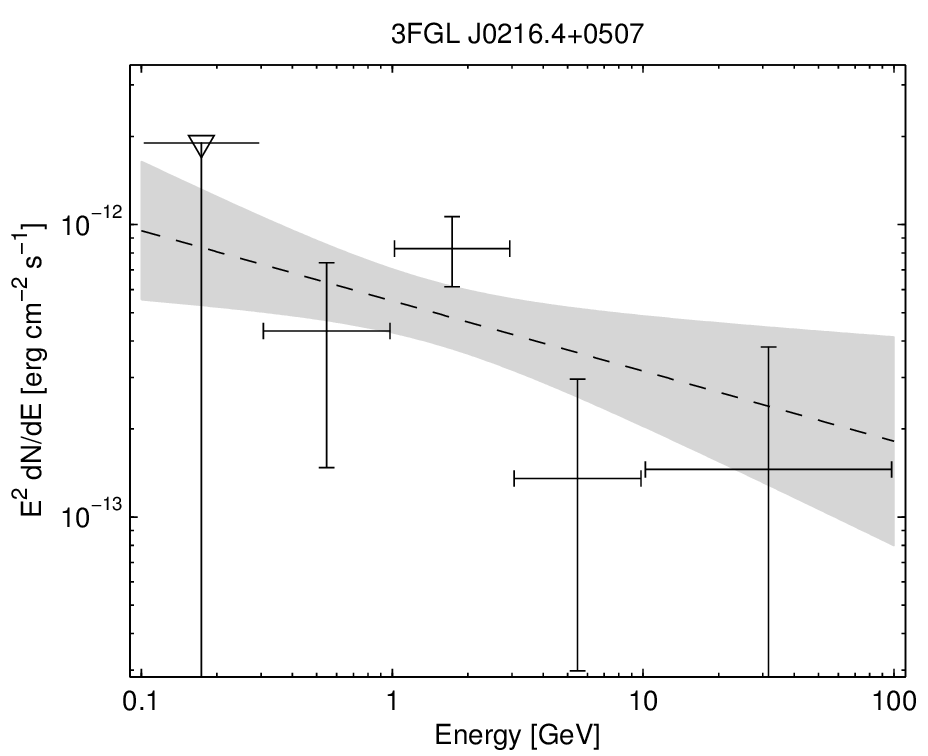 3FGL J0216.4+0507
E² dN/dE [erg cm⁻² s⁻¹]
10⁻¹²
10⁻¹³
0.1 1 10 100
Energy [GeV]